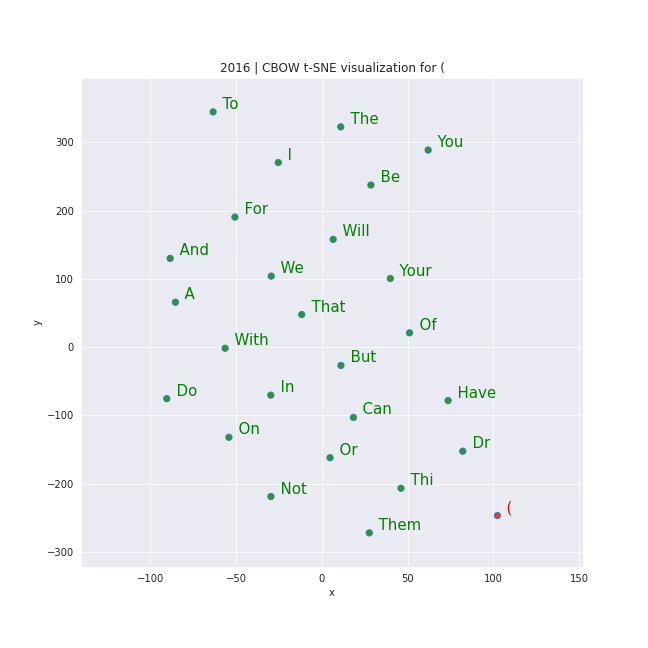 2016 | CBOW t-SNE visualization for (
To
The
You
I
Be
For
Will
And
We
Your
A
That
Of
With
But
Do
In
Have
Can
On
Dr
Or
Thi
Not
(
Them
300
200
100
0
−100
−200
−300
y
−100
−50
0
50
100
150
x